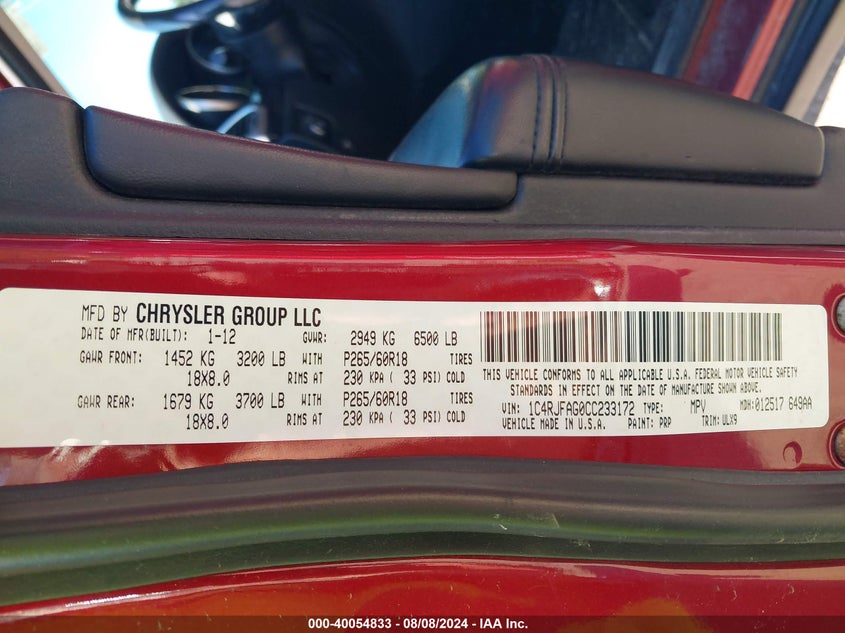 MFD BY CHRYSLER GROUP LLC
DATE OF MFR(BUILT): 1-12 GVWR: 2949 KG 6500 LB
GAWR FRONT: 1452 KG 3200 LB WITH P265/60R18 TIRES
18X8.0 RIMS AT 230 KPA ( 33 PSI) COLD
GAWR REAR: 1679 KG 3700 LB WITH P265/60R18 TIRES
18X8.0 RIMS AT 230 KPA ( 33 PSI) COLD
THIS VEHICLE CONFORMS TO ALL APPLICABLE U.S.A. FEDERAL MOTOR VEHICLE SAFETY
STANDARDS IN EFFECT ON THE DATE OF MANUFACTURE SHOWN ABOVE.
VIN: 1C4RJFAG0CC233172 TYPE: MPV MDH:012517 649AA
VEHICLE MADE IN U.S.A. PAINT: PRP TRIM: VLX9
000-40054833 - 08/08/2024 - IAA Inc.